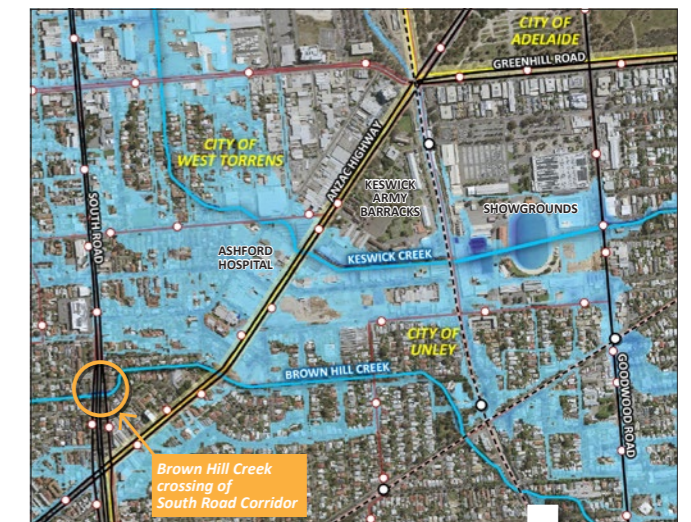 CITY OF
ADELAIDE
GREENHILL ROAD
CITY OF
WEST TORRENS
ANZAC HIGHWAY
KESWICK
ARMY
BARRACKS
SHOWGROUNDS
SOUTH ROAD
ASHFORD
HOSPITAL
KESWICK CREEK
CITY OF
UNLEY
BROWN HILL CREEK
GOODWOOD ROAD
Brown Hill Creek
crossing of
South Road Corridor